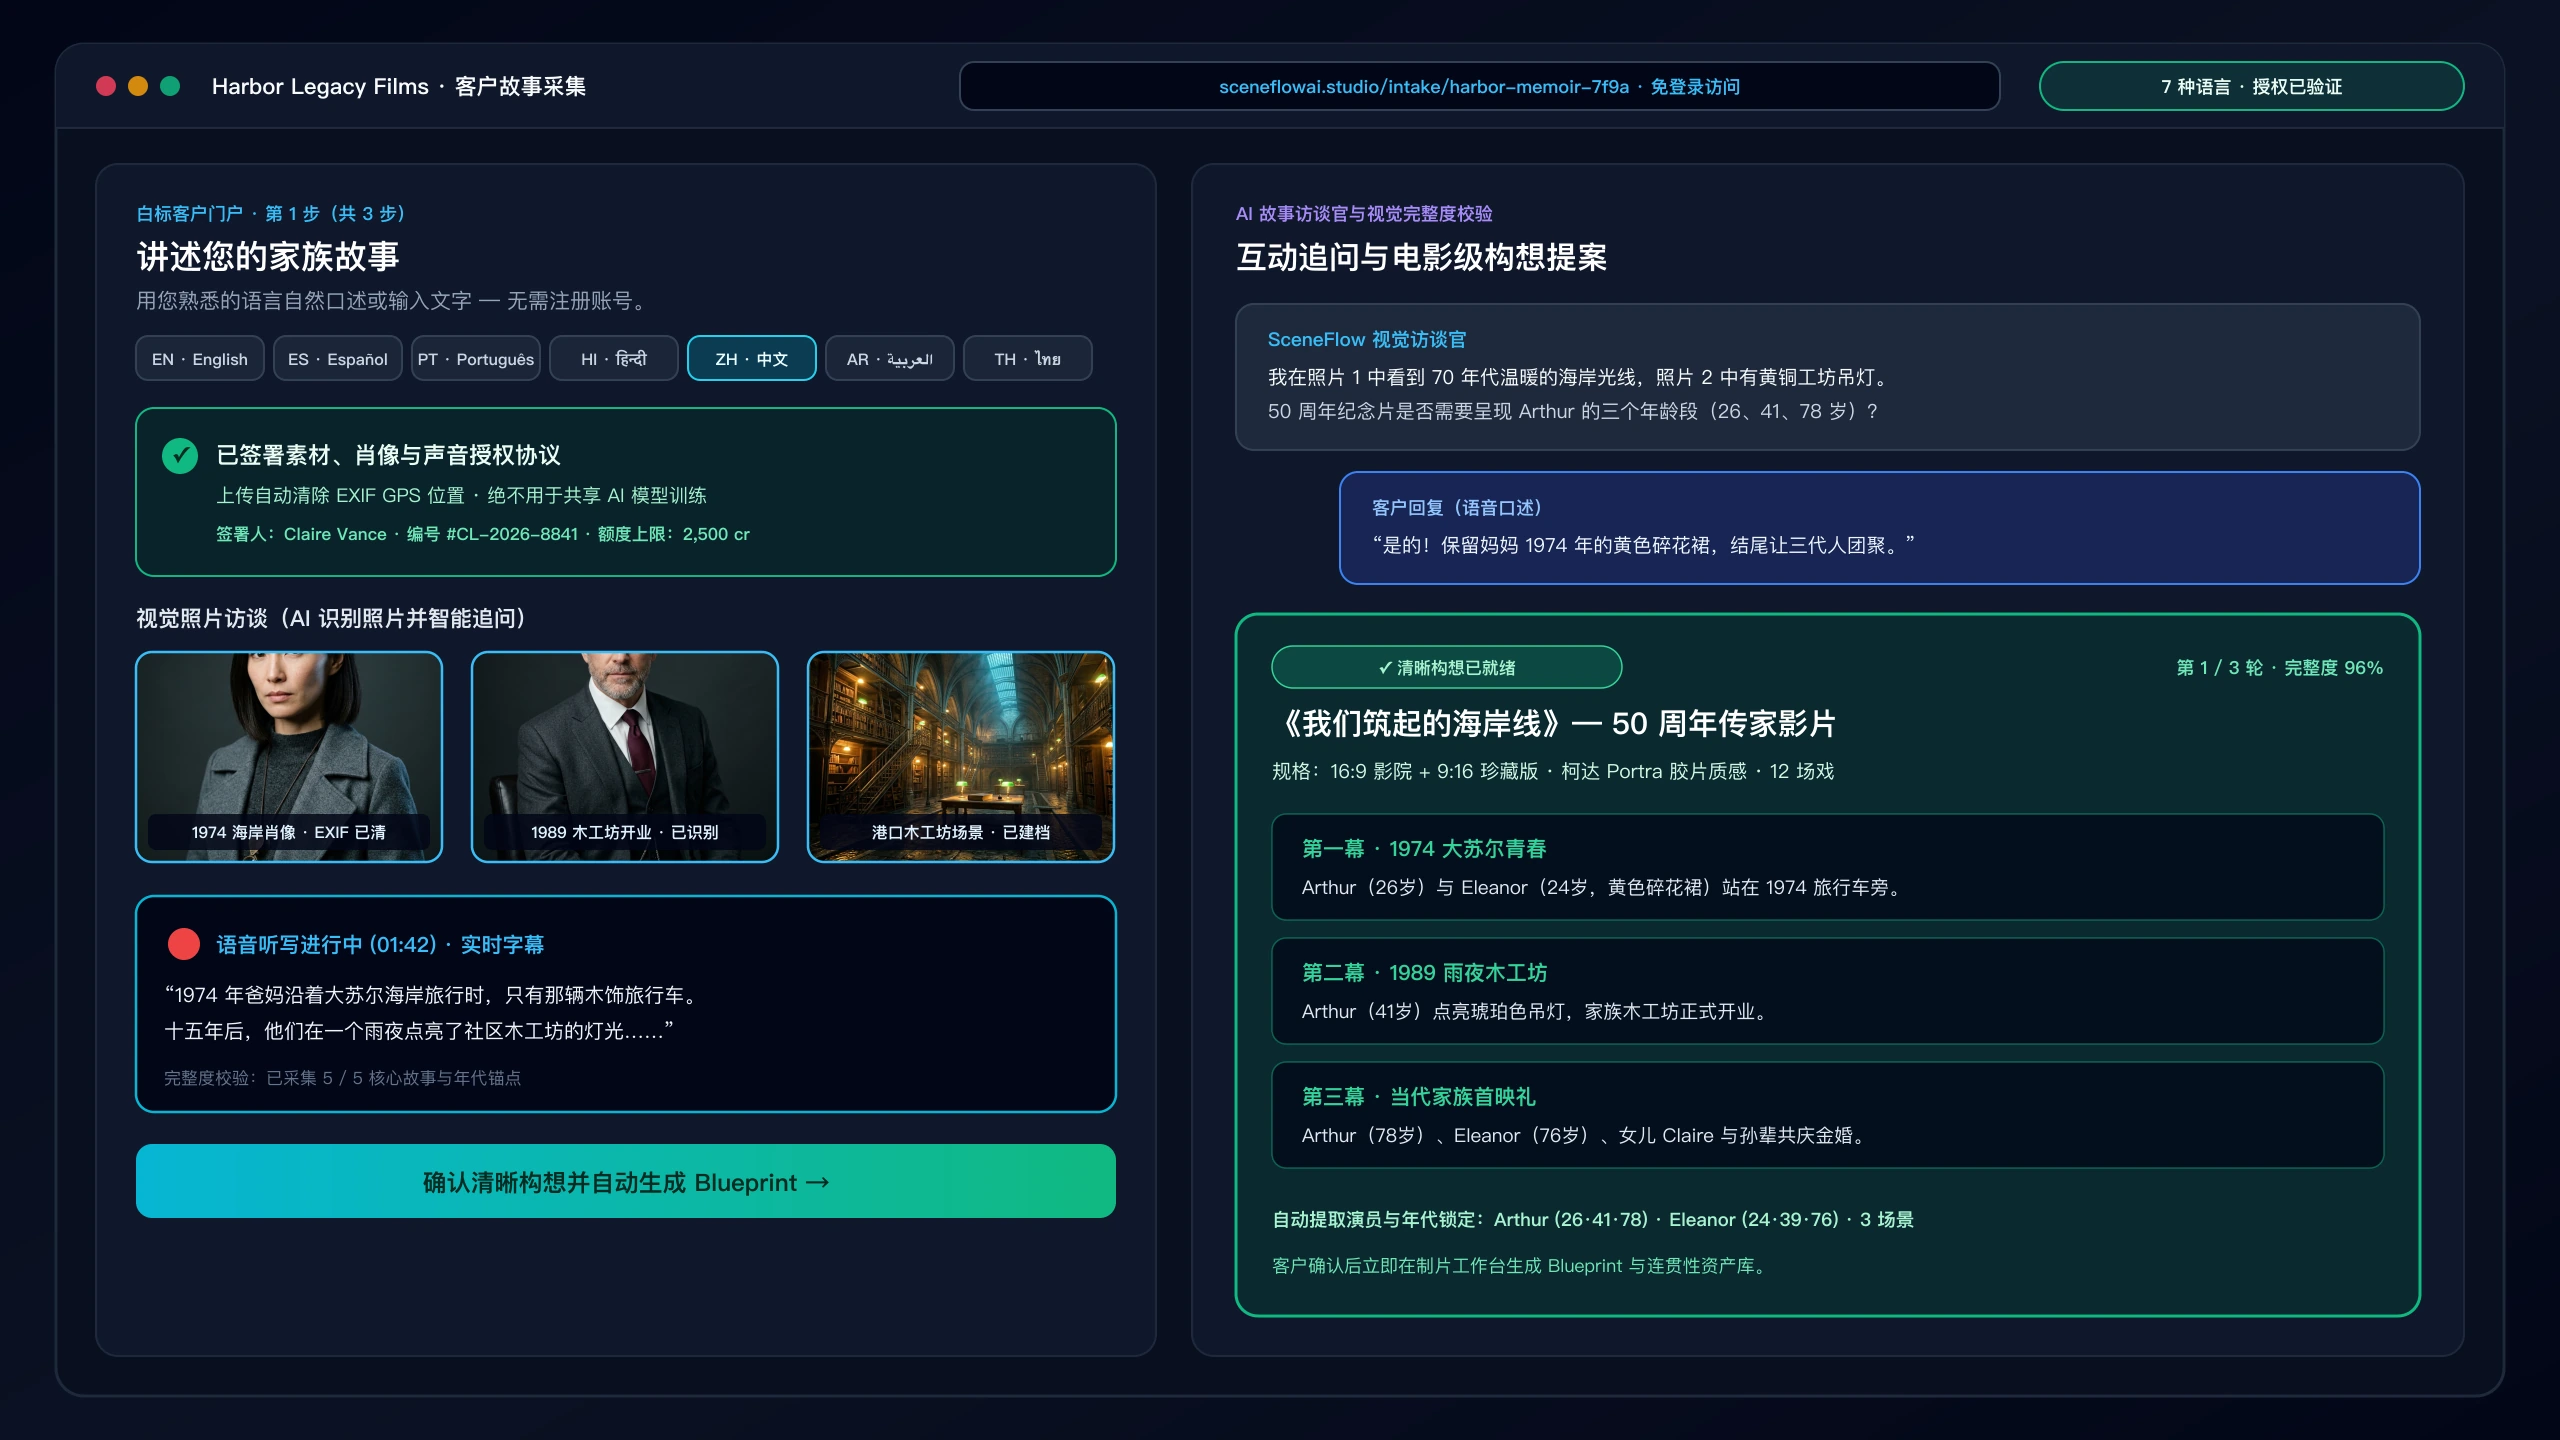 Harbor Legacy Films · 客户故事采集
sceneflowai.studio/intake/harbor-memoir-7f9a · 免登录访问
7 种语言 · 授权已验证
白标客户门户 · 第 1 步（共 3 步）
讲述您的家族故事
用您熟悉的语言自然口述或输入文字 — 无需注册账号。
EN · English
ES · Español
PT · Português
HI · हिन्दी
ZH · 中文
AR · العربية
TH · ไทย
✓ 已签署素材、肖像与声音授权协议
上传自动清除 EXIF GPS 位置 · 绝不用于共享 AI 模型训练
签署人：Claire Vance · 编号 #CL-2026-8841 · 额度上限：2,500 cr
视觉照片访谈（AI 识别照片并智能追问）
1974 海岸肖像 · EXIF 已清
1989 木工坊开业 · 已识别
港口木工坊场景 · 已建档
语音听写进行中 (01:42) · 实时字幕
“1974 年爸妈沿着大苏尔海岸旅行时，只有那辆木饰旅行车。
十五年后，他们在一个雨夜点亮了社区木工坊的灯光……”
完整度校验：已采集 5 / 5 核心故事与年代锚点
确认清晰构想并自动生成 Blueprint →
AI 故事访谈官与视觉完整度校验
互动追问与电影级构想提案
SceneFlow 视觉访谈官
我在照片 1 中看到 70 年代温暖的海岸光线，照片 2 中有黄铜工坊吊灯。
50 周年纪念片是否需要呈现 Arthur 的三个年龄段（26、41、78 岁）？
客户回复（语音口述）
“是的！保留妈妈 1974 年的黄色碎花裙，结尾让三代人团聚。”
✓ 清晰构想已就绪
第 1 / 3 轮 · 完整度 96%
《我们筑起的海岸线》— 50 周年传家影片
规格：16:9 影院 + 9:16 珍藏版 · 柯达 Portra 胶片质感 · 12 场戏
第一幕 · 1974 大苏尔青春
Arthur（26岁）与 Eleanor（24岁，黄色碎花裙）站在 1974 旅行车旁。
第二幕 · 1989 雨夜木工坊
Arthur（41岁）点亮琥珀色吊灯，家族木工坊正式开业。
第三幕 · 当代家族首映礼
Arthur（78岁）、Eleanor（76岁）、女儿 Claire 与孙辈共庆金婚。
自动提取演员与年代锁定：Arthur (26·41·78) · Eleanor (24·39·76) · 3 场景
客户确认后立即在制片工作台生成 Blueprint 与连贯性资产库。